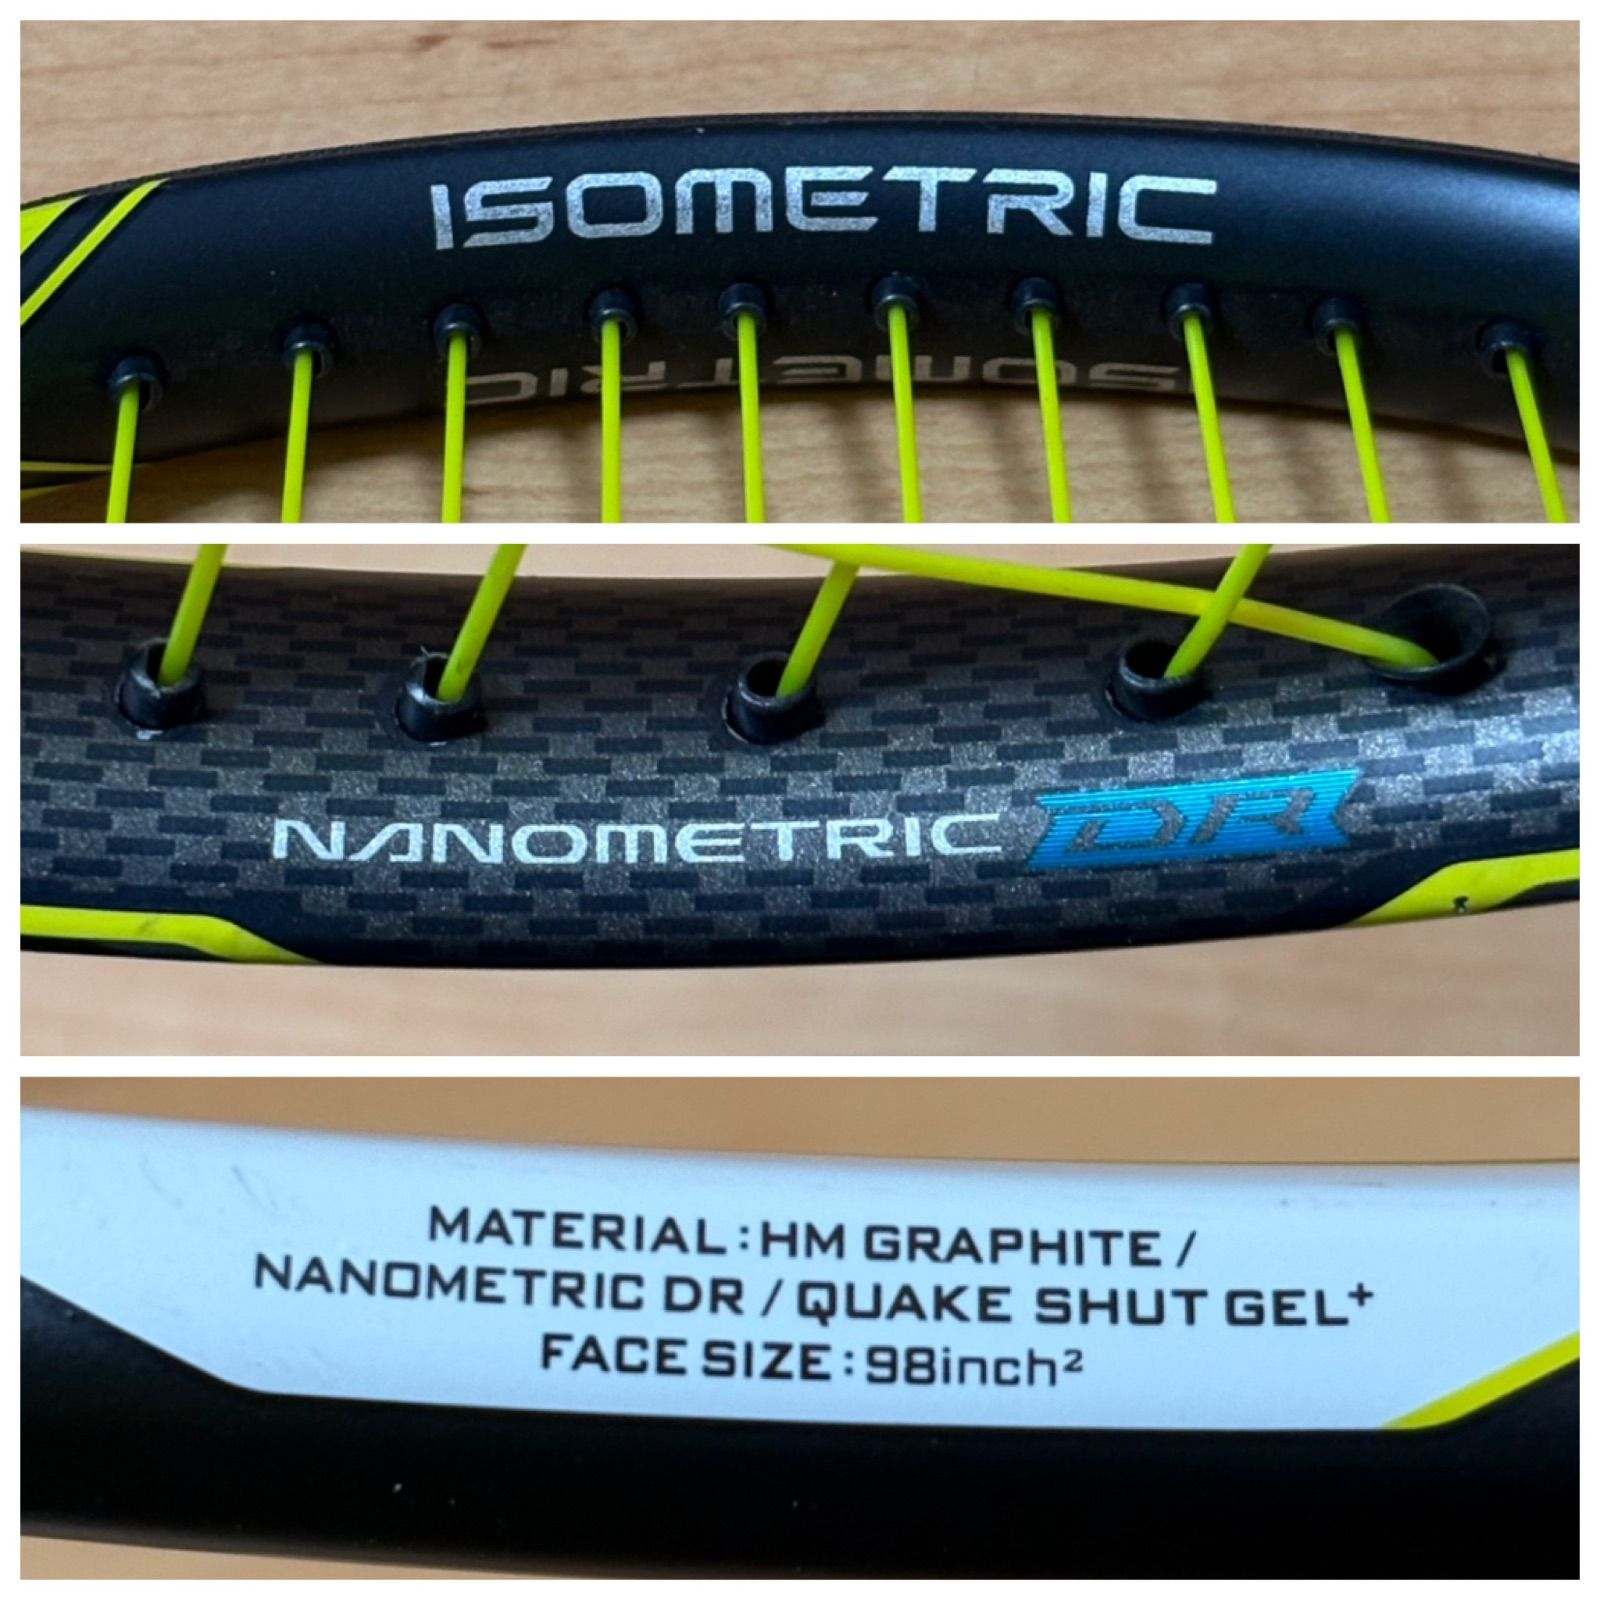 ISOMETRIC
NANOMETRIC DR
MATERIAL : HM GRAPHITE /
NANOMETRIC DR / QUAKE SHUT GEL⁺
FACE SIZE : 98inch²